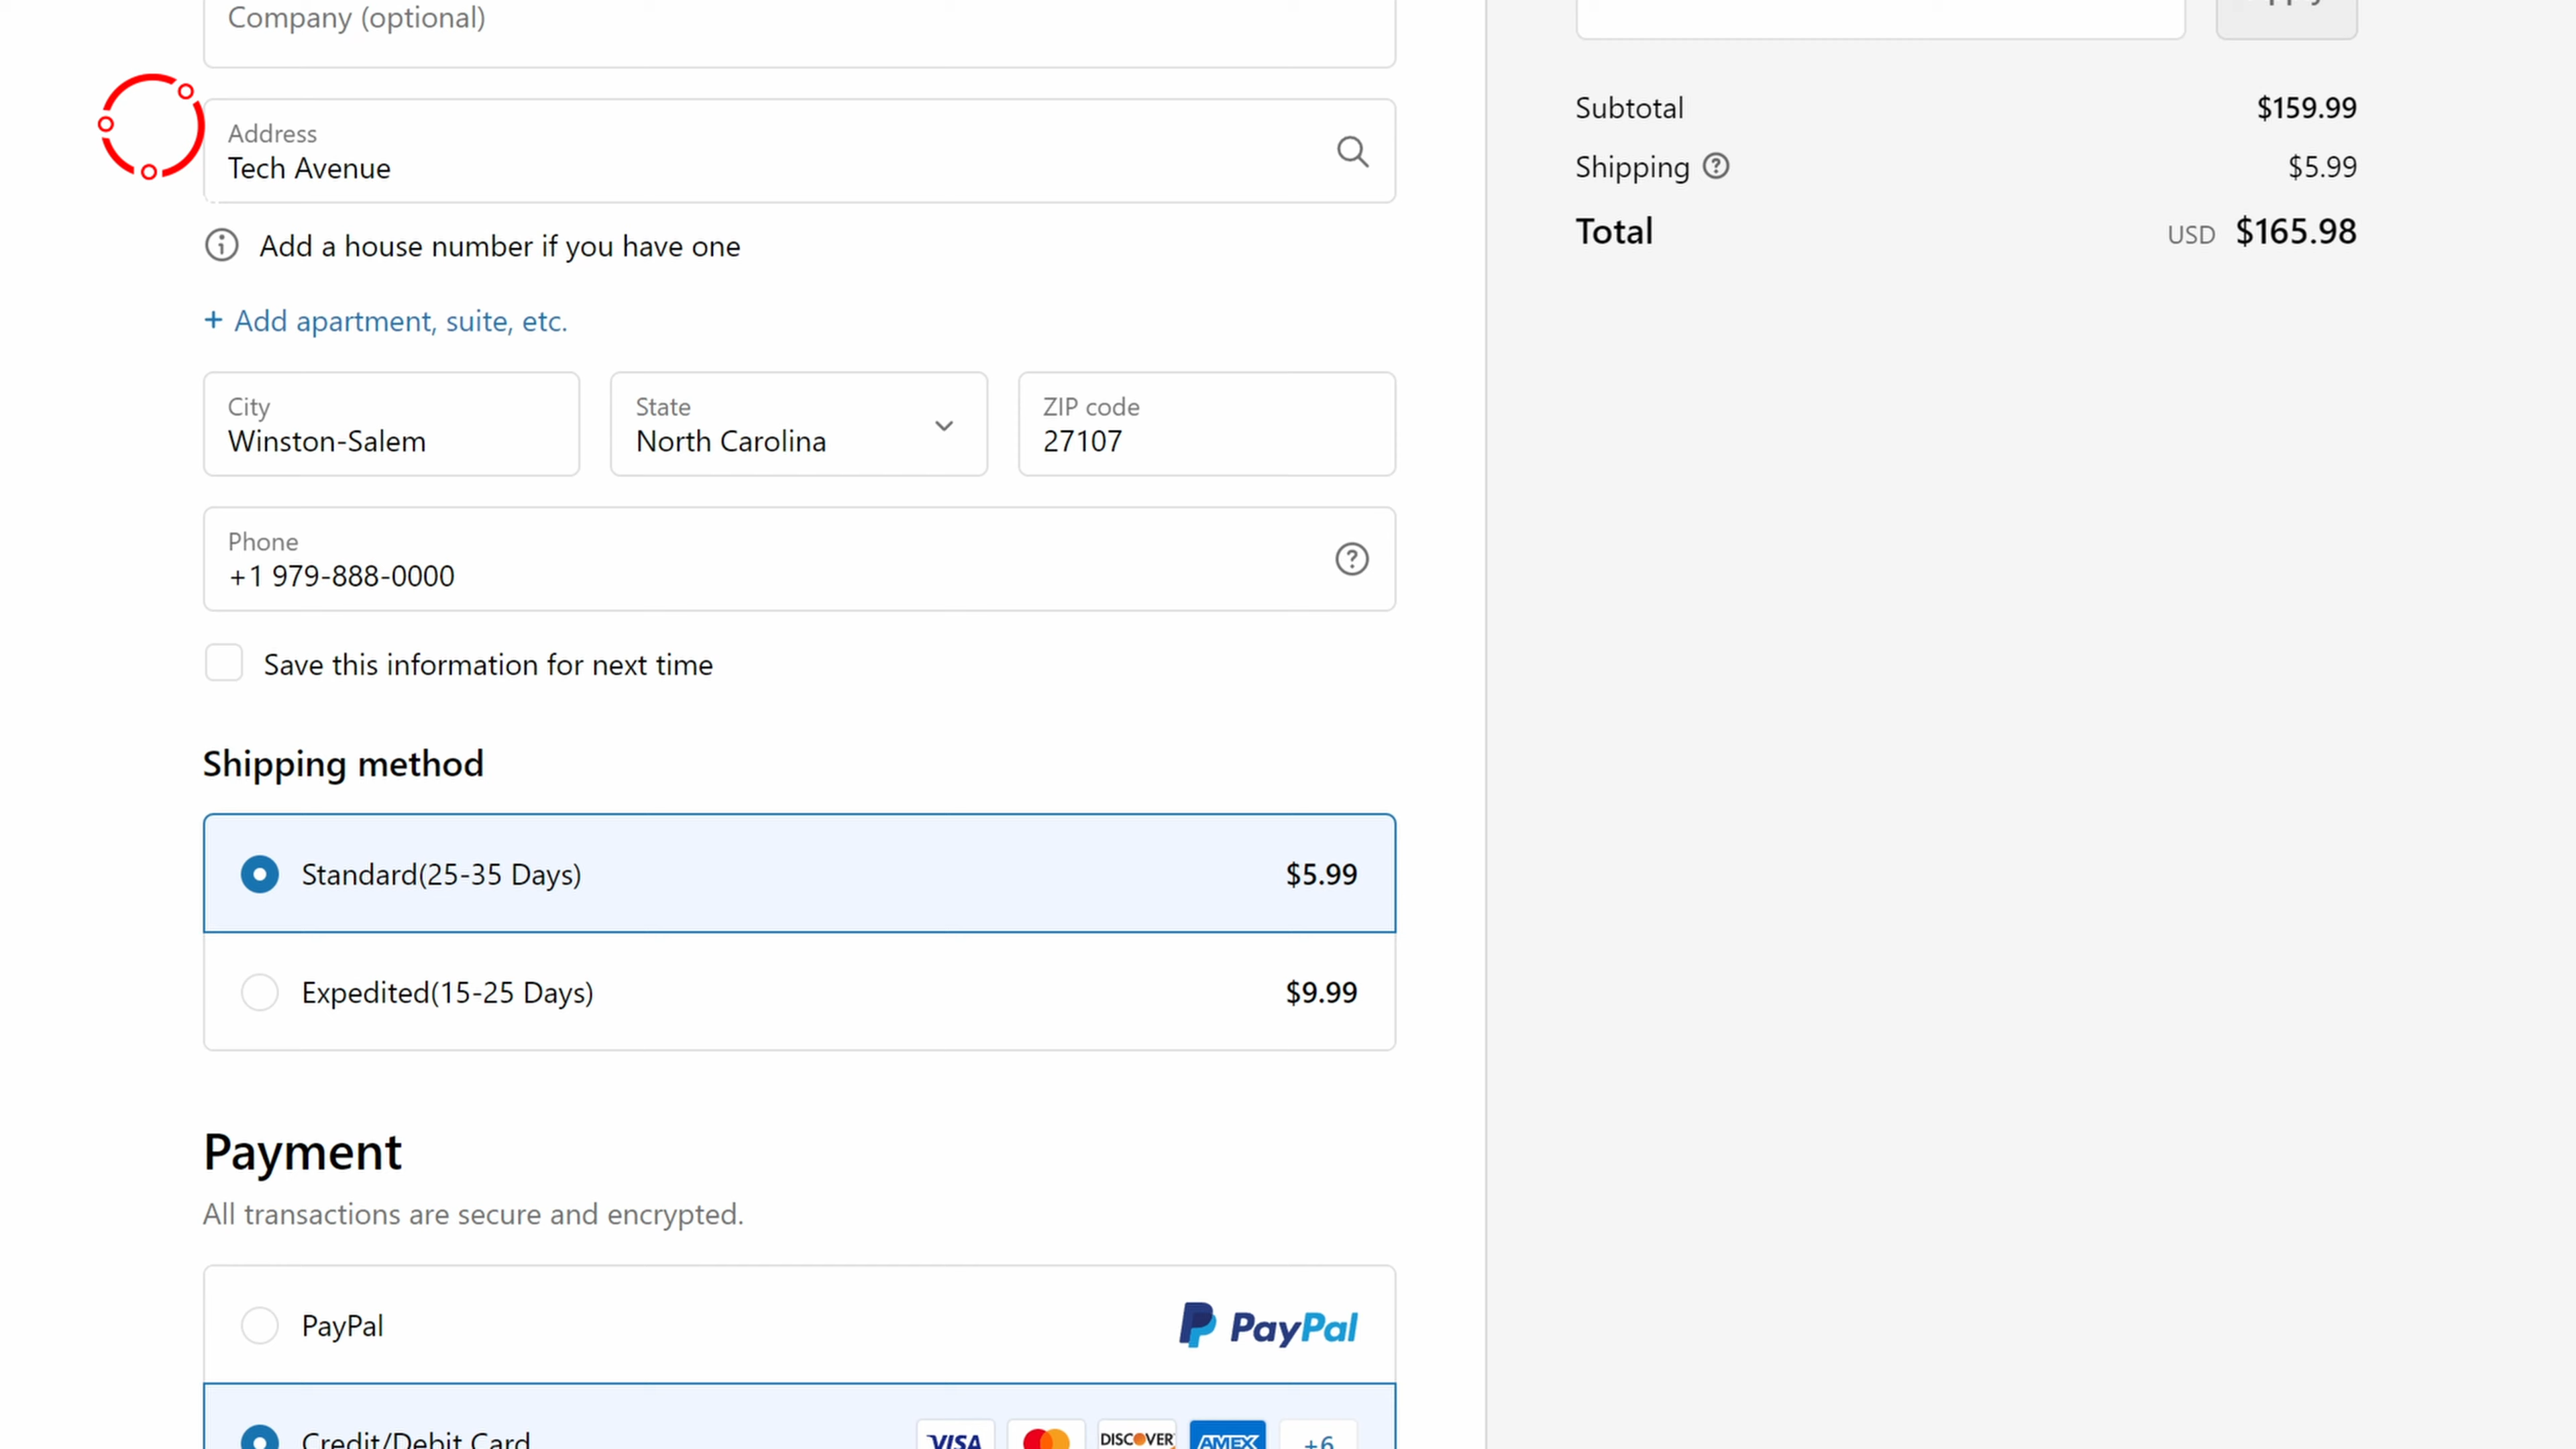 Company (optional)
Address
Tech Avenue
Add a house number if you have one
+ Add apartment, suite, etc.
City
Winston-Salem
State
North Carolina
ZIP code
27107
Phone
+1 979-888-0000
Save this information for next time
Shipping method
Standard(25-35 Days) $5.99
Expedited(15-25 Days) $9.99
Payment
All transactions are secure and encrypted.
PayPal PayPal
Credit/Debit Card VISA DISCOVER AMEX +6
Subtotal $159.99
Shipping $5.99
Total USD $165.98